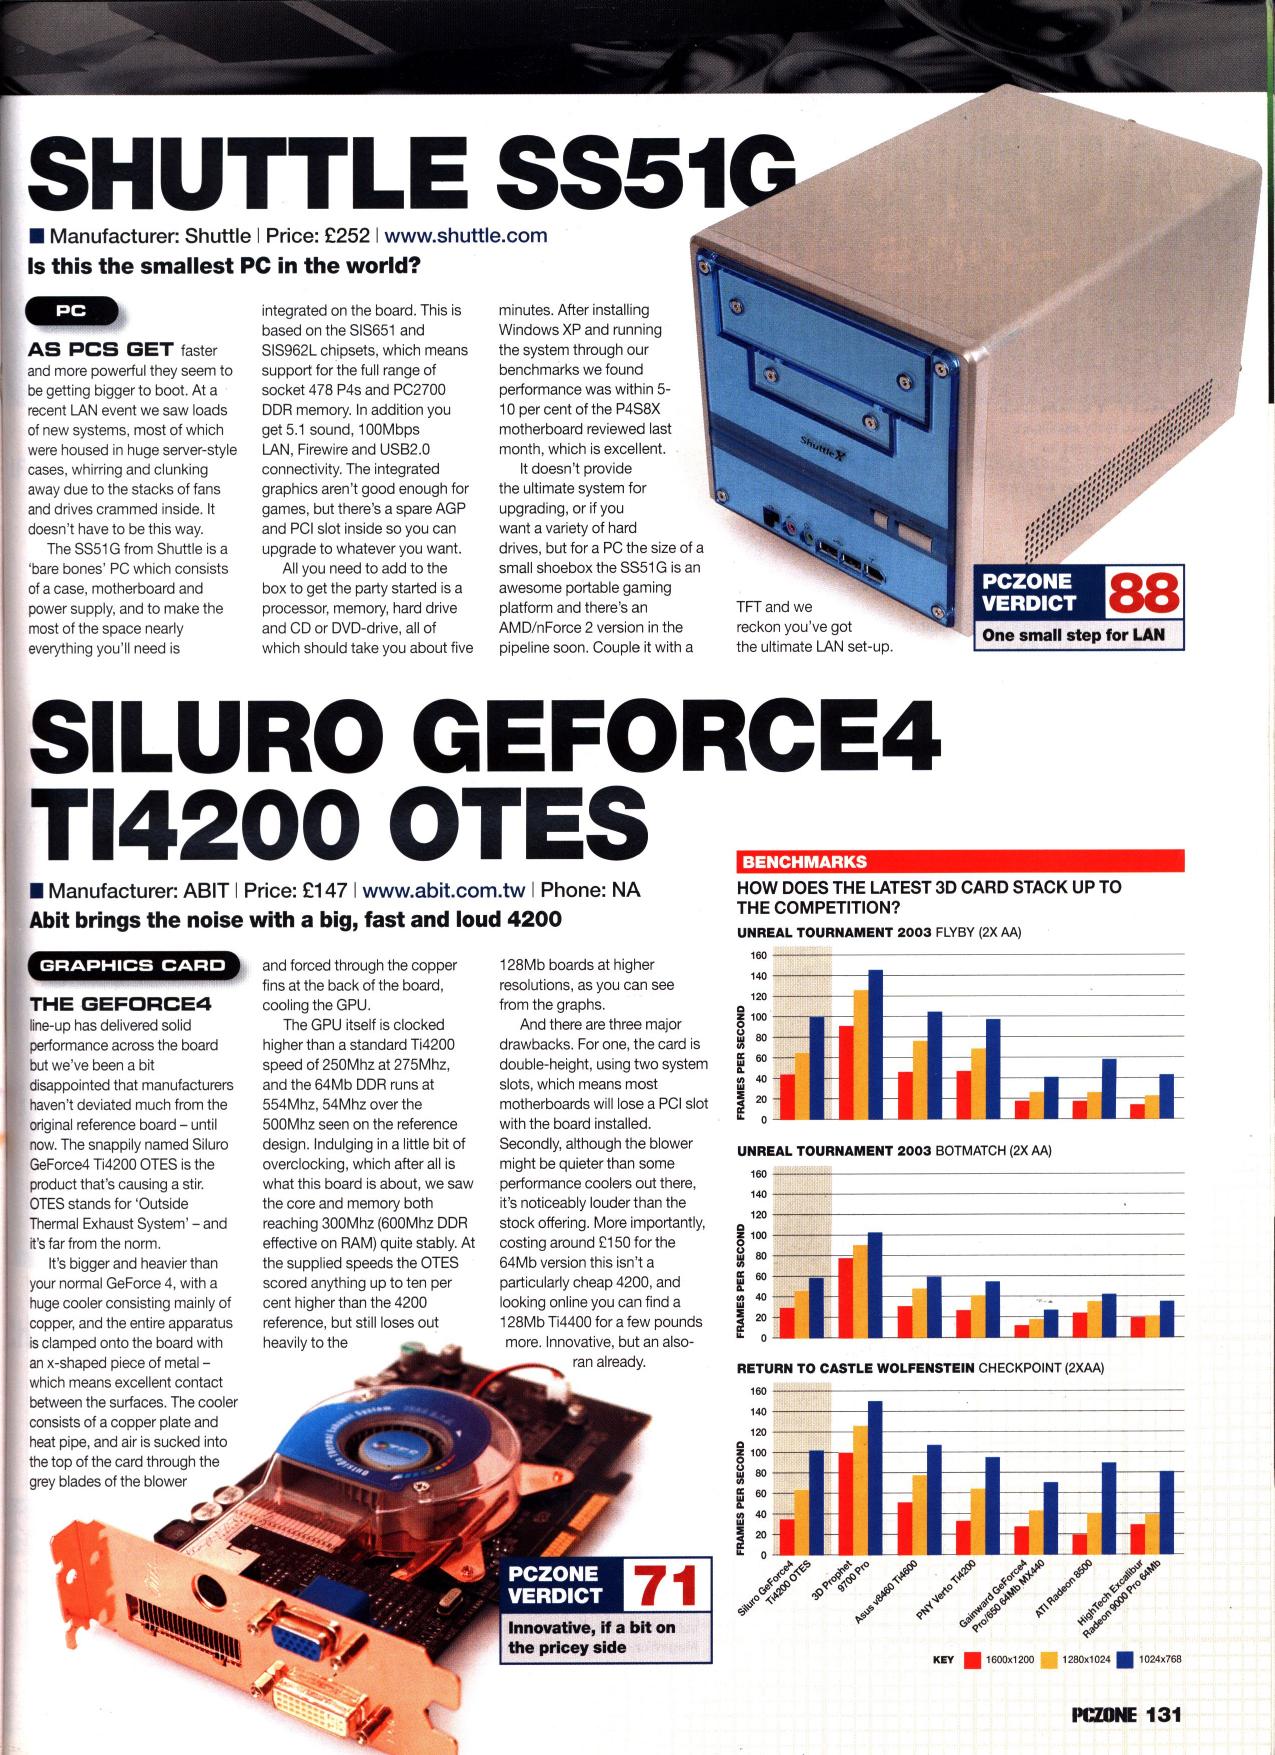 SHUTTLE SS51G
■ Manufacturer: Shuttle | Price: £252 | www.shuttle.com
Is this the smallest PC in the world?
PC
AS PCS GET faster
and more powerful they seem to
be getting bigger to boot. At a
recent LAN event we saw loads
of new systems, most of which
were housed in huge server-style
cases, whirring and clunking
away due to the stacks of fans
and drives crammed inside. It
doesn't have to be this way.
The SS51G from Shuttle is a
'bare bones' PC which consists
of a case, motherboard and
power supply, and to make the
most of the space nearly
everything you'll need is
integrated on the board. This is
based on the SIS651 and
SIS962L chipsets, which means
support for the full range of
socket 478 P4s and PC2700
DDR memory. In addition you
get 5.1 sound, 100Mbps
LAN, Firewire and USB2.0
connectivity. The integrated
graphics aren't good enough for
games, but there's a spare AGP
and PCI slot inside so you can
upgrade to whatever you want.
All you need to add to the
box to get the party started is a
processor, memory, hard drive
and CD or DVD-drive, all of
which should take you about five
minutes. After installing
Windows XP and running
the system through our
benchmarks we found
performance was within 5-
10 per cent of the P4S8X
motherboard reviewed last
month, which is excellent.
It doesn't provide
the ultimate system for
upgrading, or if you
want a variety of hard
drives, but for a PC the size of a
small shoebox the SS51G is an
awesome portable gaming
platform and there's an
AMD/nForce 2 version in the
pipeline soon. Couple it with a
TFT and we
reckon you've got
the ultimate LAN set-up.
ShuttleX
PCZONE
VERDICT 88
One small step for LAN
SILURO GEFORCE4
TI4200 OTES
■ Manufacturer: ABIT | Price: £147 | www.abit.com.tw | Phone: NA
Abit brings the noise with a big, fast and loud 4200
GRAPHICS CARD
THE GEFORCE4
line-up has delivered solid
performance across the board
but we've been a bit
disappointed that manufacturers
haven't deviated much from the
original reference board – until
now. The snappily named Siluro
GeForce4 Ti4200 OTES is the
product that's causing a stir.
OTES stands for 'Outside
Thermal Exhaust System' – and
it's far from the norm.
It's bigger and heavier than
your normal GeForce 4, with a
huge cooler consisting mainly of
copper, and the entire apparatus
is clamped onto the board with
an x-shaped piece of metal –
which means excellent contact
between the surfaces. The cooler
consists of a copper plate and
heat pipe, and air is sucked into
the top of the card through the
grey blades of the blower
and forced through the copper
fins at the back of the board,
cooling the GPU.
The GPU itself is clocked
higher than a standard Ti4200
speed of 250Mhz at 275Mhz,
and the 64Mb DDR runs at
554Mhz, 54Mhz over the
500Mhz seen on the reference
design. Indulging in a little bit of
overclocking, which after all is
what this board is about, we saw
the core and memory both
reaching 300Mhz (600Mhz DDR
effective on RAM) quite stably. At
the supplied speeds the OTES
scored anything up to ten per
cent higher than the 4200
reference, but still loses out
heavily to the
128Mb boards at higher
resolutions, as you can see
from the graphs.
And there are three major
drawbacks. For one, the card is
double-height, using two system
slots, which means most
motherboards will lose a PCI slot
with the board installed.
Secondly, although the blower
might be quieter than some
performance coolers out there,
it's noticeably louder than the
stock offering. More importantly,
costing around £150 for the
64Mb version this isn't a
particularly cheap 4200, and
looking online you can find a
128Mb Ti4400 for a few pounds
more. Innovative, but an also-
ran already.
Outside Thermal Exhaust System
PCZONE
VERDICT 71
Innovative, if a bit on
the pricey side
BENCHMARKS
HOW DOES THE LATEST 3D CARD STACK UP TO
THE COMPETITION?
UNREAL TOURNAMENT 2003 FLYBY (2X AA)
FRAMES PER SECOND
160
140
120
100
80
60
40
20
0
UNREAL TOURNAMENT 2003 BOTMATCH (2X AA)
FRAMES PER SECOND
160
140
120
100
80
60
40
20
0
RETURN TO CASTLE WOLFENSTEIN CHECKPOINT (2XAA)
FRAMES PER SECOND
160
140
120
100
80
60
40
20
0
Siluro GeForce4
Ti4200 OTES
3D Prophet
9700 Pro
Asus v8460 Ti4600
PNY Verto Ti4200
Gainward GeForce4
Pro/650 64Mb MX440
ATI Radeon 8500
HighTech Excalibur
Radeon 9000 Pro 64Mb
KEY 1600x1200 1280x1024 1024x768
PCZONE 131